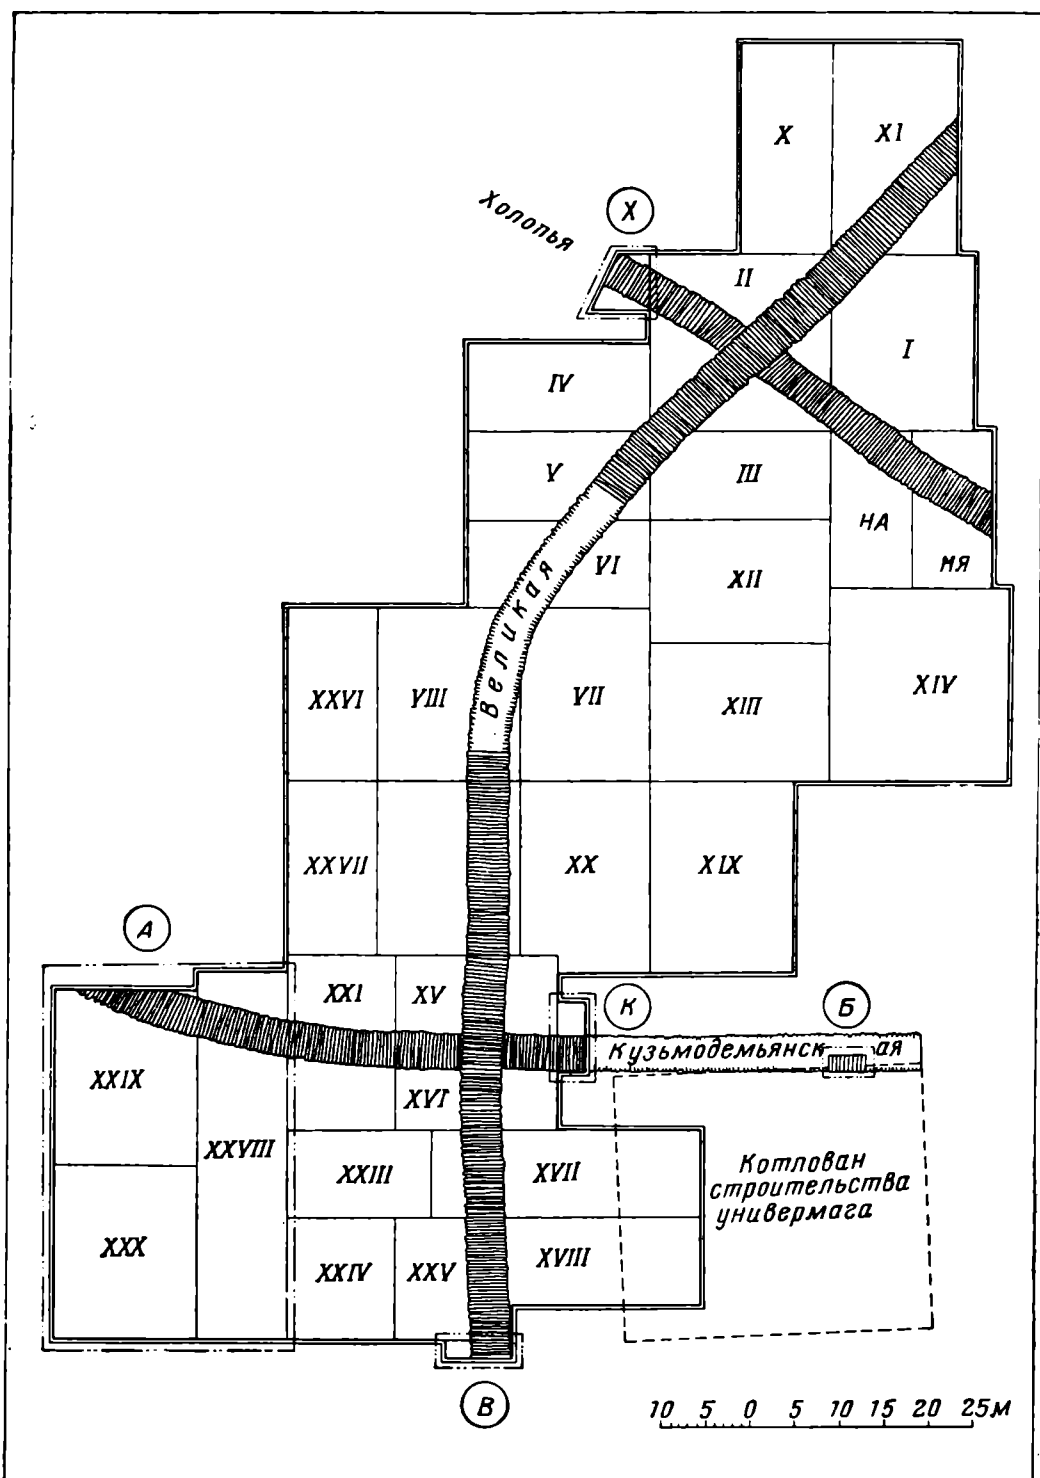 X
XI
Холопья
Х
II
I
IV
V
III
НА
МЯ
VI
XII
Великая
XXVI
VIII
VII
XIII
XIV
XXVII
XX
XIX
А
XXI
XV
К
Б
Кузьмодемьянская
XXIX
XVI
XXVIII
XXIII
XVII
Котлован
строительства
универмага
XXX
XXIV
XXV
XVIII
В
10 5 0 5 10 15 20 25м